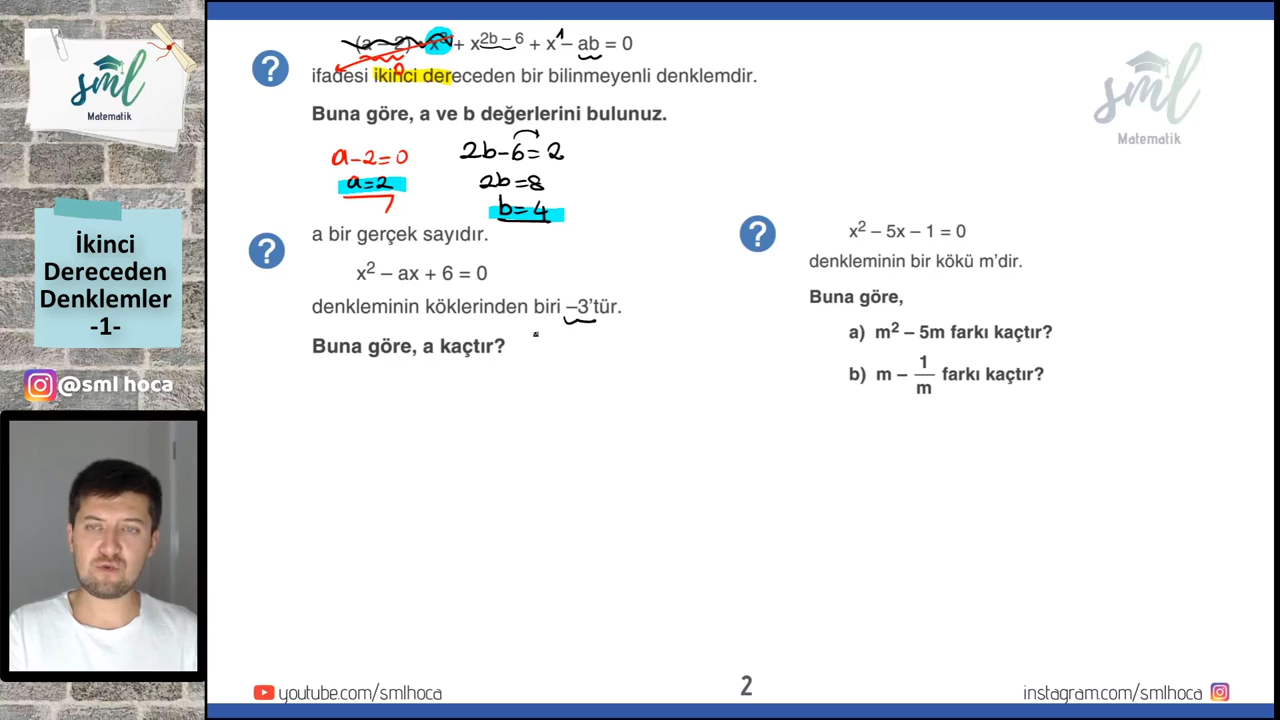 sml
Matematik
İkinci
Dereceden
Denklemler
-1-
@sml hoca
(a – 2) x³ + x^2b – 6 + x¹ – ab = 0
0
ifadesi ikinci dereceden bir bilinmeyenli denklemdir.
Buna göre, a ve b değerlerini bulunuz.
a-2=0
a=2
2b-6=2
2b=8
b=4
a bir gerçek sayıdır.
x² – ax + 6 = 0
denkleminin köklerinden biri –3’tür.
Buna göre, a kaçtır?
sml
Matematik
x² – 5x – 1 = 0
denkleminin bir kökü m’dir.
Buna göre,
a) m² – 5m farkı kaçtır?
b) m – 1/m farkı kaçtır?
youtube.com/smlhoca
2
instagram.com/smlhoca